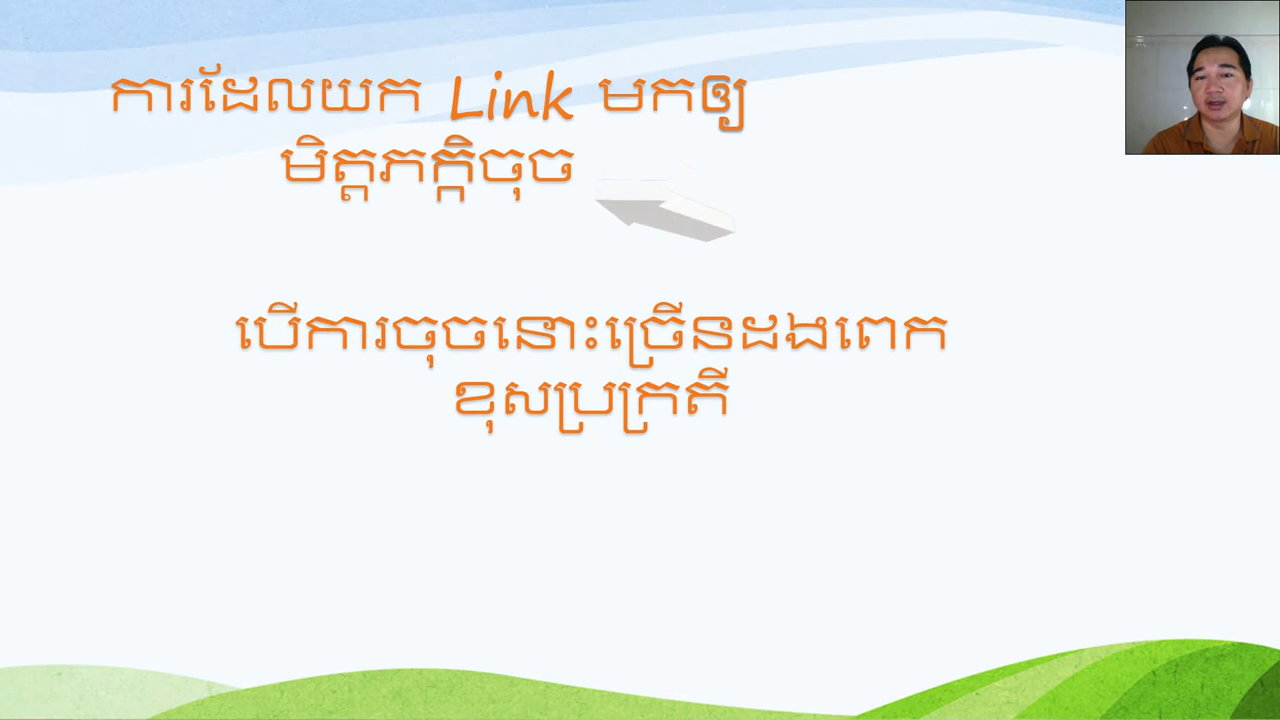 ការដែលយក Link មកឲ្យ
មិត្តភក្តិចុច
បើការចុចនោះច្រើនដងពេក
ខុសប្រក្រតី